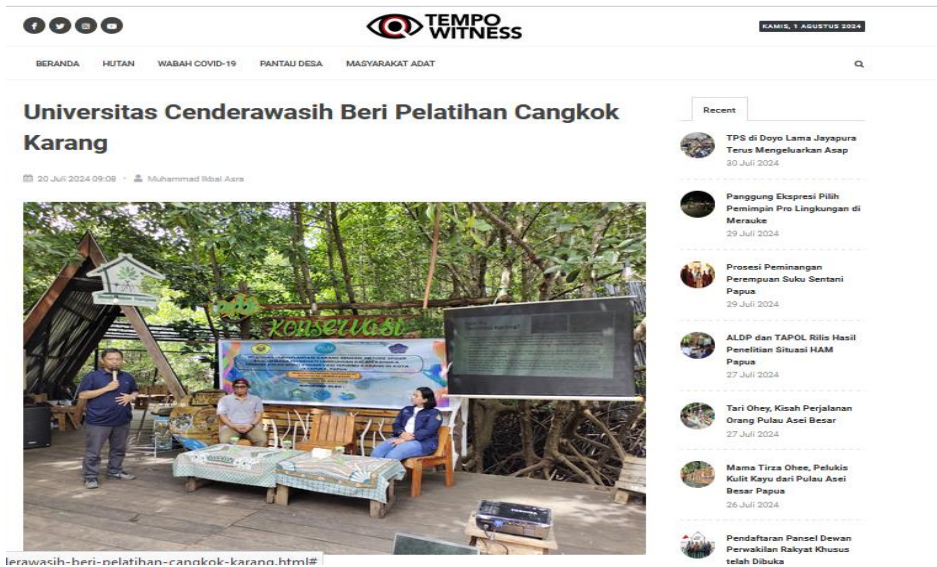 TEMPO
WITNESS
KAMIS, 1 AGUSTUS 2024
BERANDA HUTAN WABAH COVID-19 PANTAU DESA MASYARAKAT ADAT
Universitas Cenderawasih Beri Pelatihan Cangkok
Karang
20 Juli 2024 09:08 - Muhammad Ikbal Asra
Konservasi
Recent
TPS di Doyo Lama Jayapura
Terus Mengeluarkan Asap
30 Juli 2024
Panggung Ekspresi Pilih
Pemimpin Pro Lingkungan di
Merauke
29 Juli 2024
Prosesi Peminangan
Perempuan Suku Sentani
Papua
29 Juli 2024
ALDP dan TAPOL Rilis Hasil
Penelitian Situasi HAM
Papua
27 Juli 2024
Tari Ohey, Kisah Perjalanan
Orang Pulau Asei Besar
27 Juli 2024
Mama Tirza Ohee, Pelukis
Kulit Kayu dari Pulau Asei
Besar Papua
26 Juli 2024
Pendaftaran Pansel Dewan
Perwakilan Rakyat Khusus
telah Dibuka
lerawasih-beri-pelatihan-cangkok-karang.html#